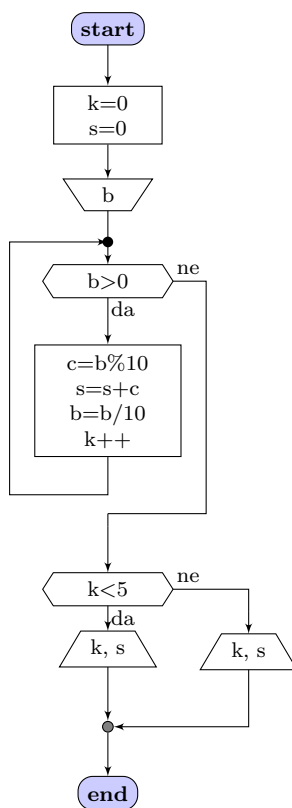 start
k=0
s=0
b
b>0
ne
da
c=b%10
s=s+c
b=b/10
k++
k<5
ne
da
k, s
k, s
end